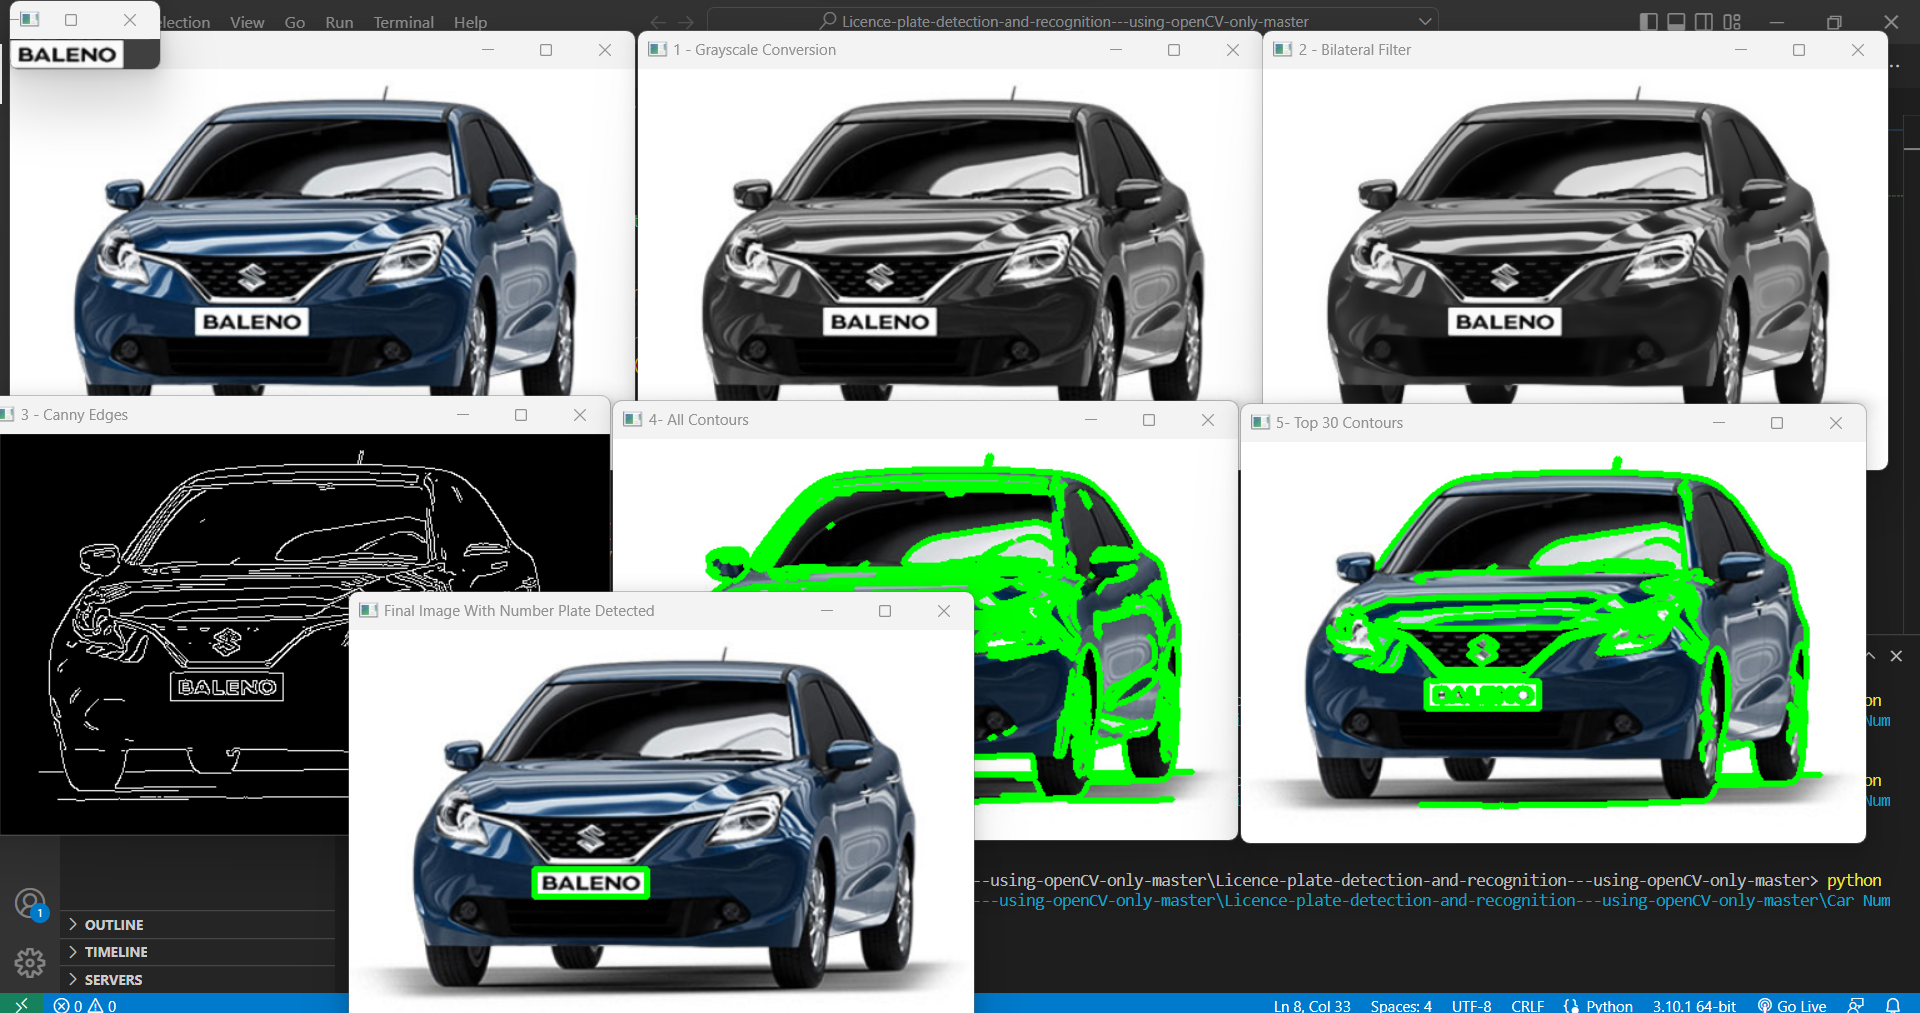 Selection View Go Run Terminal Help
Licence-plate-detection-and-recognition---using-openCV-only-master
BALENO
BALENO
1 - Grayscale Conversion
BALENO
2 - Bilateral Filter
BALENO
3 - Canny Edges
BALENO
4- All Contours
5- Top 30 Contours
BALENO
Final Image With Number Plate Detected
BALENO
on
Num
on
Num
--using-openCV-only-master\Licence-plate-detection-and-recognition---using-openCV-only-master> python
---using-openCV-only-master\Licence-plate-detection-and-recognition---using-openCV-only-master\Car Num
1
OUTLINE
TIMELINE
SERVERS
0 0
Ln 8, Col 33 Spaces: 4 UTF-8 CRLF Python 3.10.1 64-bit Go Live